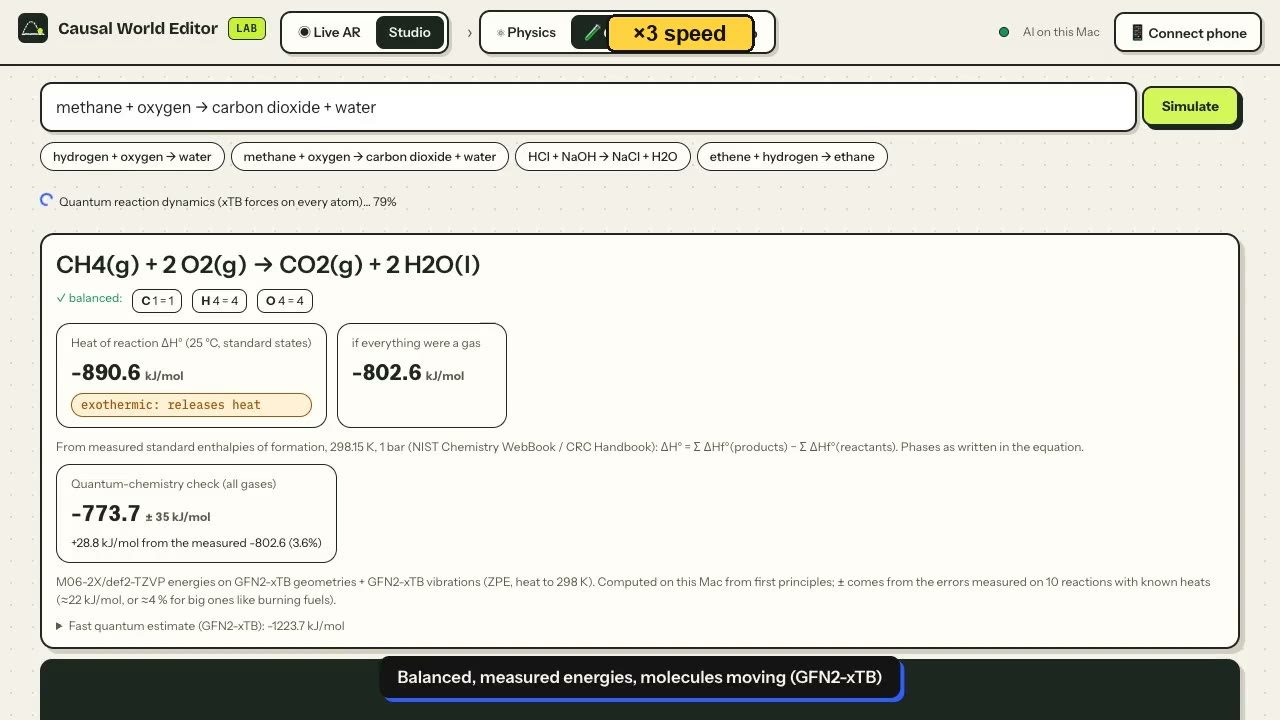 Causal World Editor LAB Live AR Studio › Physics ×3 speed AI on this Mac Connect phone
methane + oxygen → carbon dioxide + water Simulate
hydrogen + oxygen → water methane + oxygen → carbon dioxide + water HCl + NaOH → NaCl + H2O ethene + hydrogen → ethane
Quantum reaction dynamics (xTB forces on every atom)… 79%
CH4(g) + 2 O2(g) → CO2(g) + 2 H2O(l)
✓ balanced: C 1 = 1 H 4 = 4 O 4 = 4
Heat of reaction ΔH° (25 °C, standard states) if everything were a gas
-890.6 kJ/mol -802.6 kJ/mol
exothermic: releases heat
From measured standard enthalpies of formation, 298.15 K, 1 bar (NIST Chemistry WebBook / CRC Handbook): ΔH° = Σ ΔHf°(products) − Σ ΔHf°(reactants). Phases as written in the equation.
Quantum-chemistry check (all gases)
-773.7 ± 35 kJ/mol
+28.8 kJ/mol from the measured -802.6 (3.6%)
M06-2X/def2-TZVP energies on GFN2-xTB geometries + GFN2-xTB vibrations (ZPE, heat to 298 K). Computed on this Mac from first principles; ± comes from the errors measured on 10 reactions with known heats
(≈22 kJ/mol, or ≈4 % for big ones like burning fuels).
▶ Fast quantum estimate (GFN2-xTB): -1223.7 kJ/mol
Balanced, measured energies, molecules moving (GFN2-xTB)